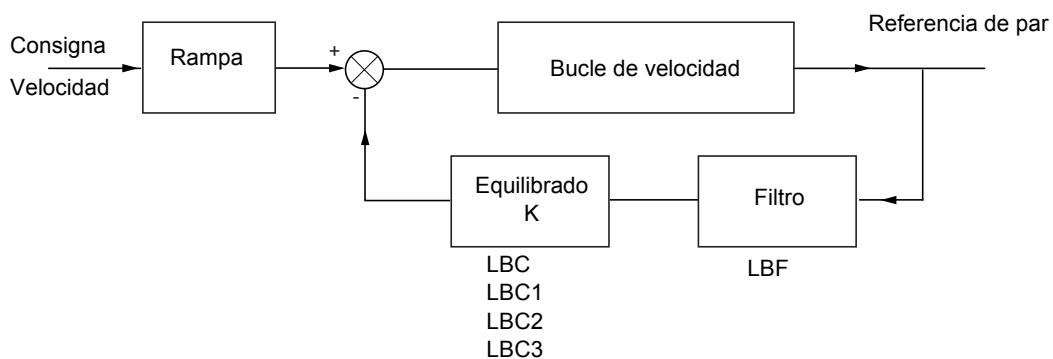 Consigna
Velocidad
Rampa
+
-
Bucle de velocidad
Referencia de par
Equilibrado
K
Filtro
LBC
LBC1
LBC2
LBC3
LBF